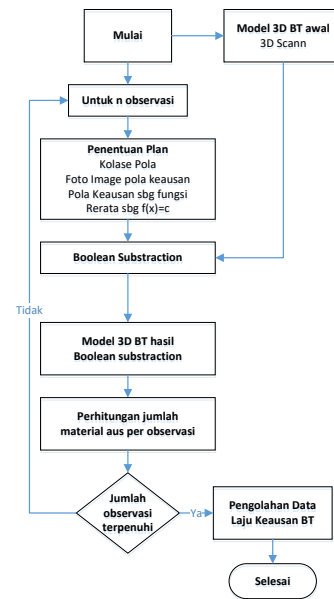 Mulai
Model 3D BT awal
3D Scann
Untuk n observasi
Penentuan Plan
Kolase Pola
Foto Image pola keausan
Pola Keausan sbg fungsi
Rerata sbg f(x)=c
Boolean Substraction
Tidak
Model 3D BT hasil
Boolean substraction
Perhitungan jumlah
material aus per observasi
Jumlah
observasi
terpenuhi
Ya
Pengolahan Data
Laju Keausan BT
Selesai